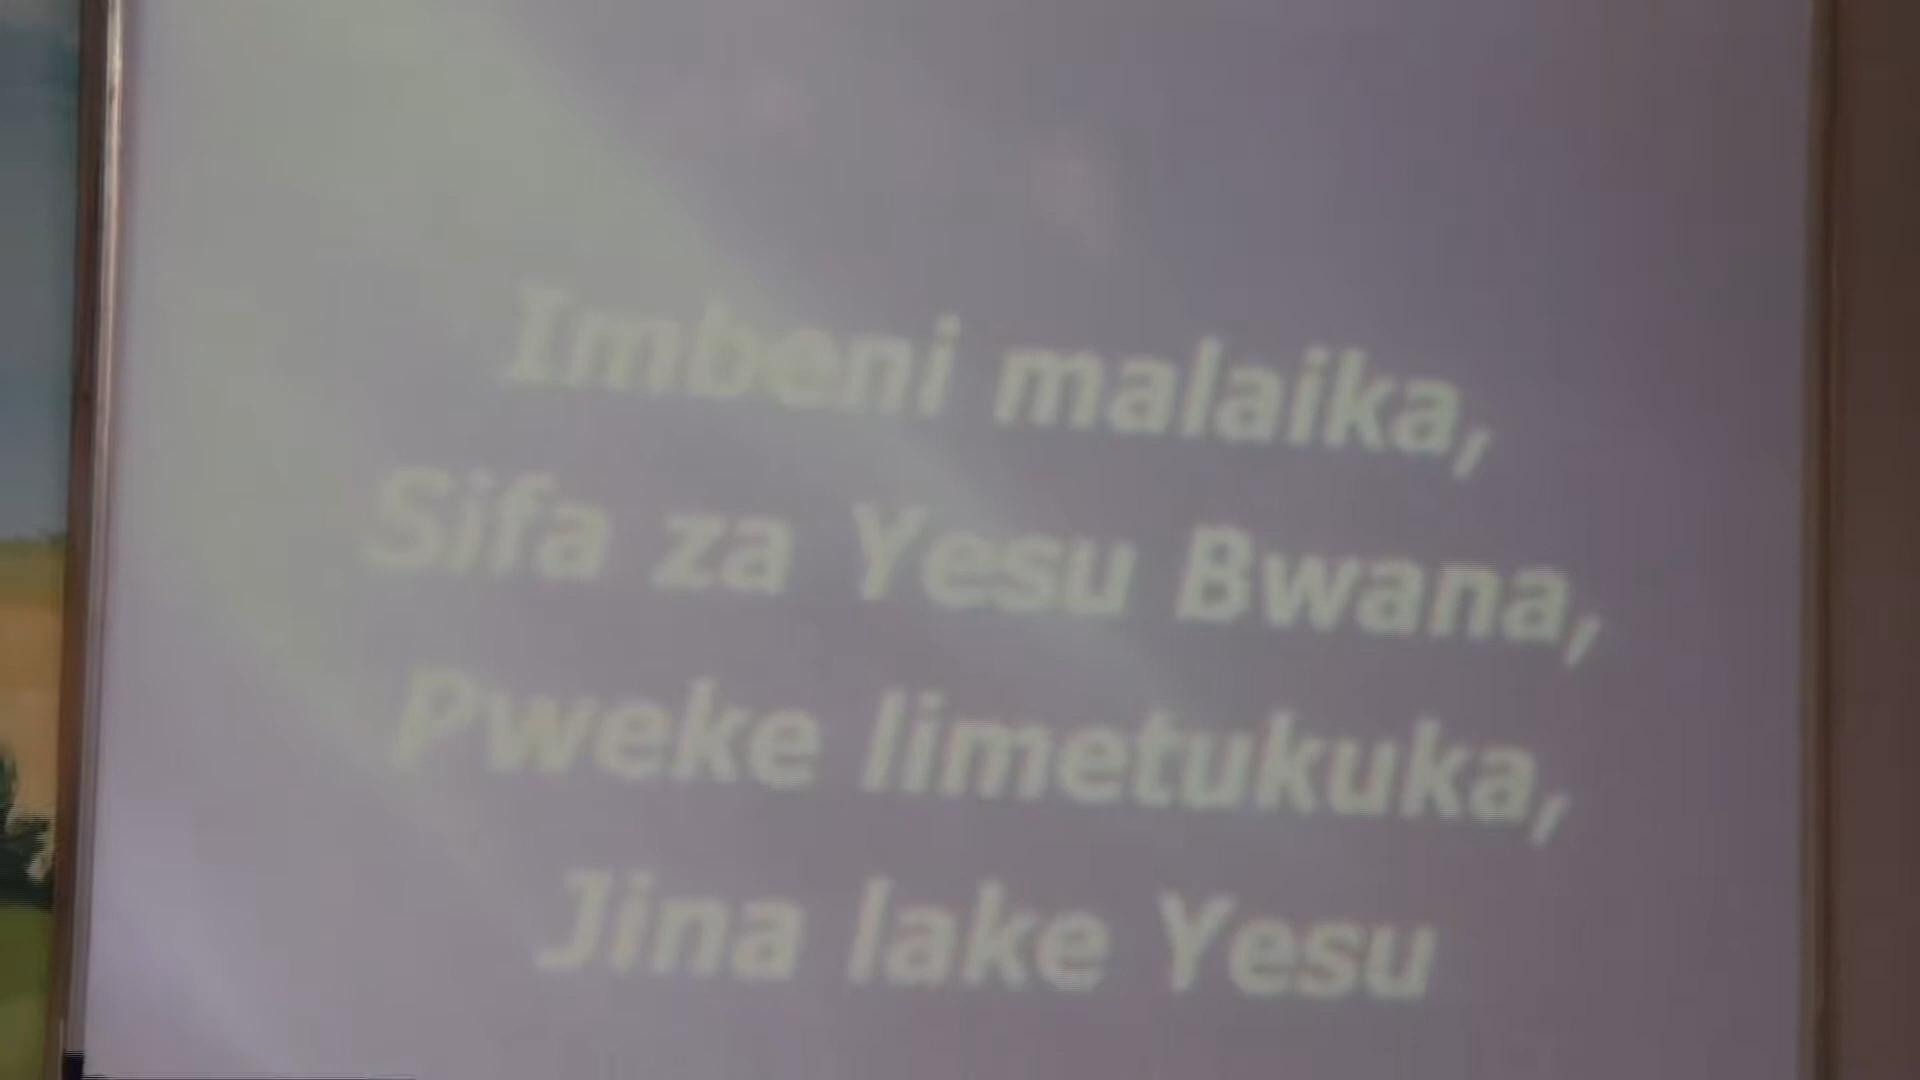 Imbeni malaika,
Sifa za Yesu Bwana,
Pweke limetukuka,
Jina lake Yesu